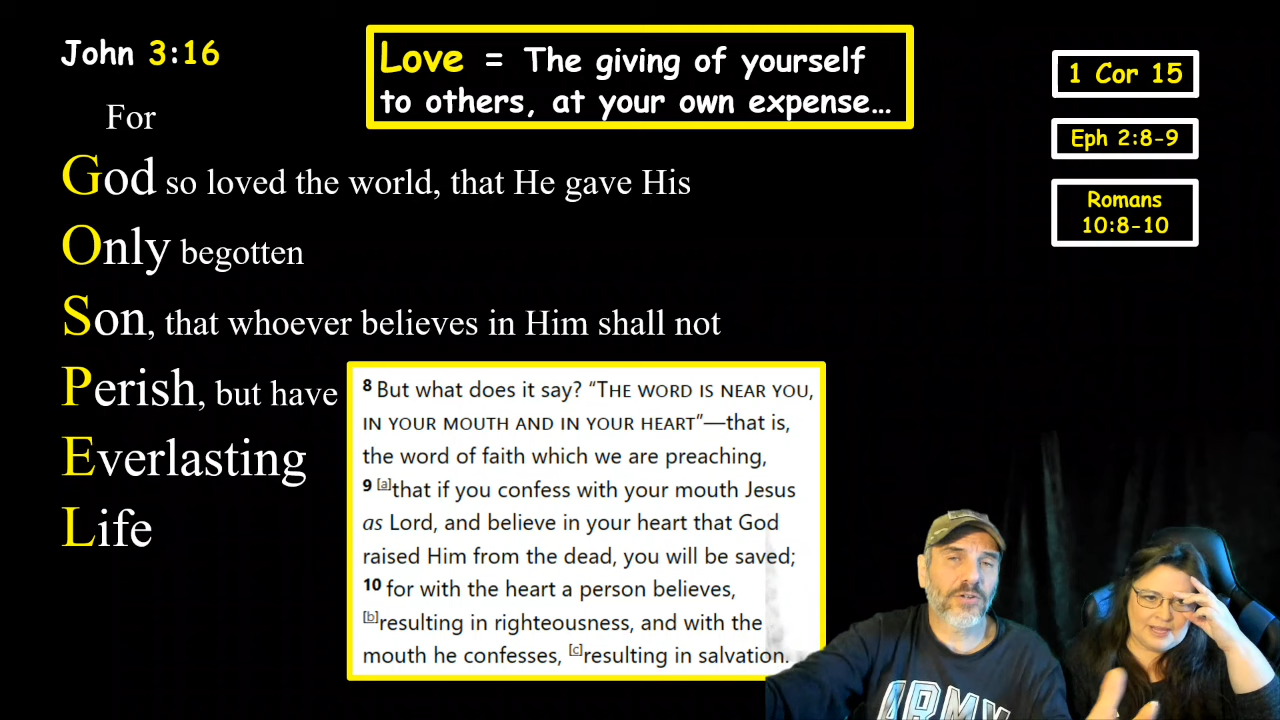 John 3:16
Love = The giving of yourself
to others, at your own expense…
1 Cor 15
Eph 2:8-9
Romans
10:8-10
For
God so loved the world, that He gave His
Only begotten
Son, that whoever believes in Him shall not
Perish, but have
Everlasting
Life
8 But what does it say? “THE WORD IS NEAR YOU,
IN YOUR MOUTH AND IN YOUR HEART”—that is,
the word of faith which we are preaching,
9 [a]that if you confess with your mouth Jesus
as Lord, and believe in your heart that God
raised Him from the dead, you will be saved;
10 for with the heart a person believes,
[b]resulting in righteousness, and with the
mouth he confesses, [c]resulting in salvation.
ARMY